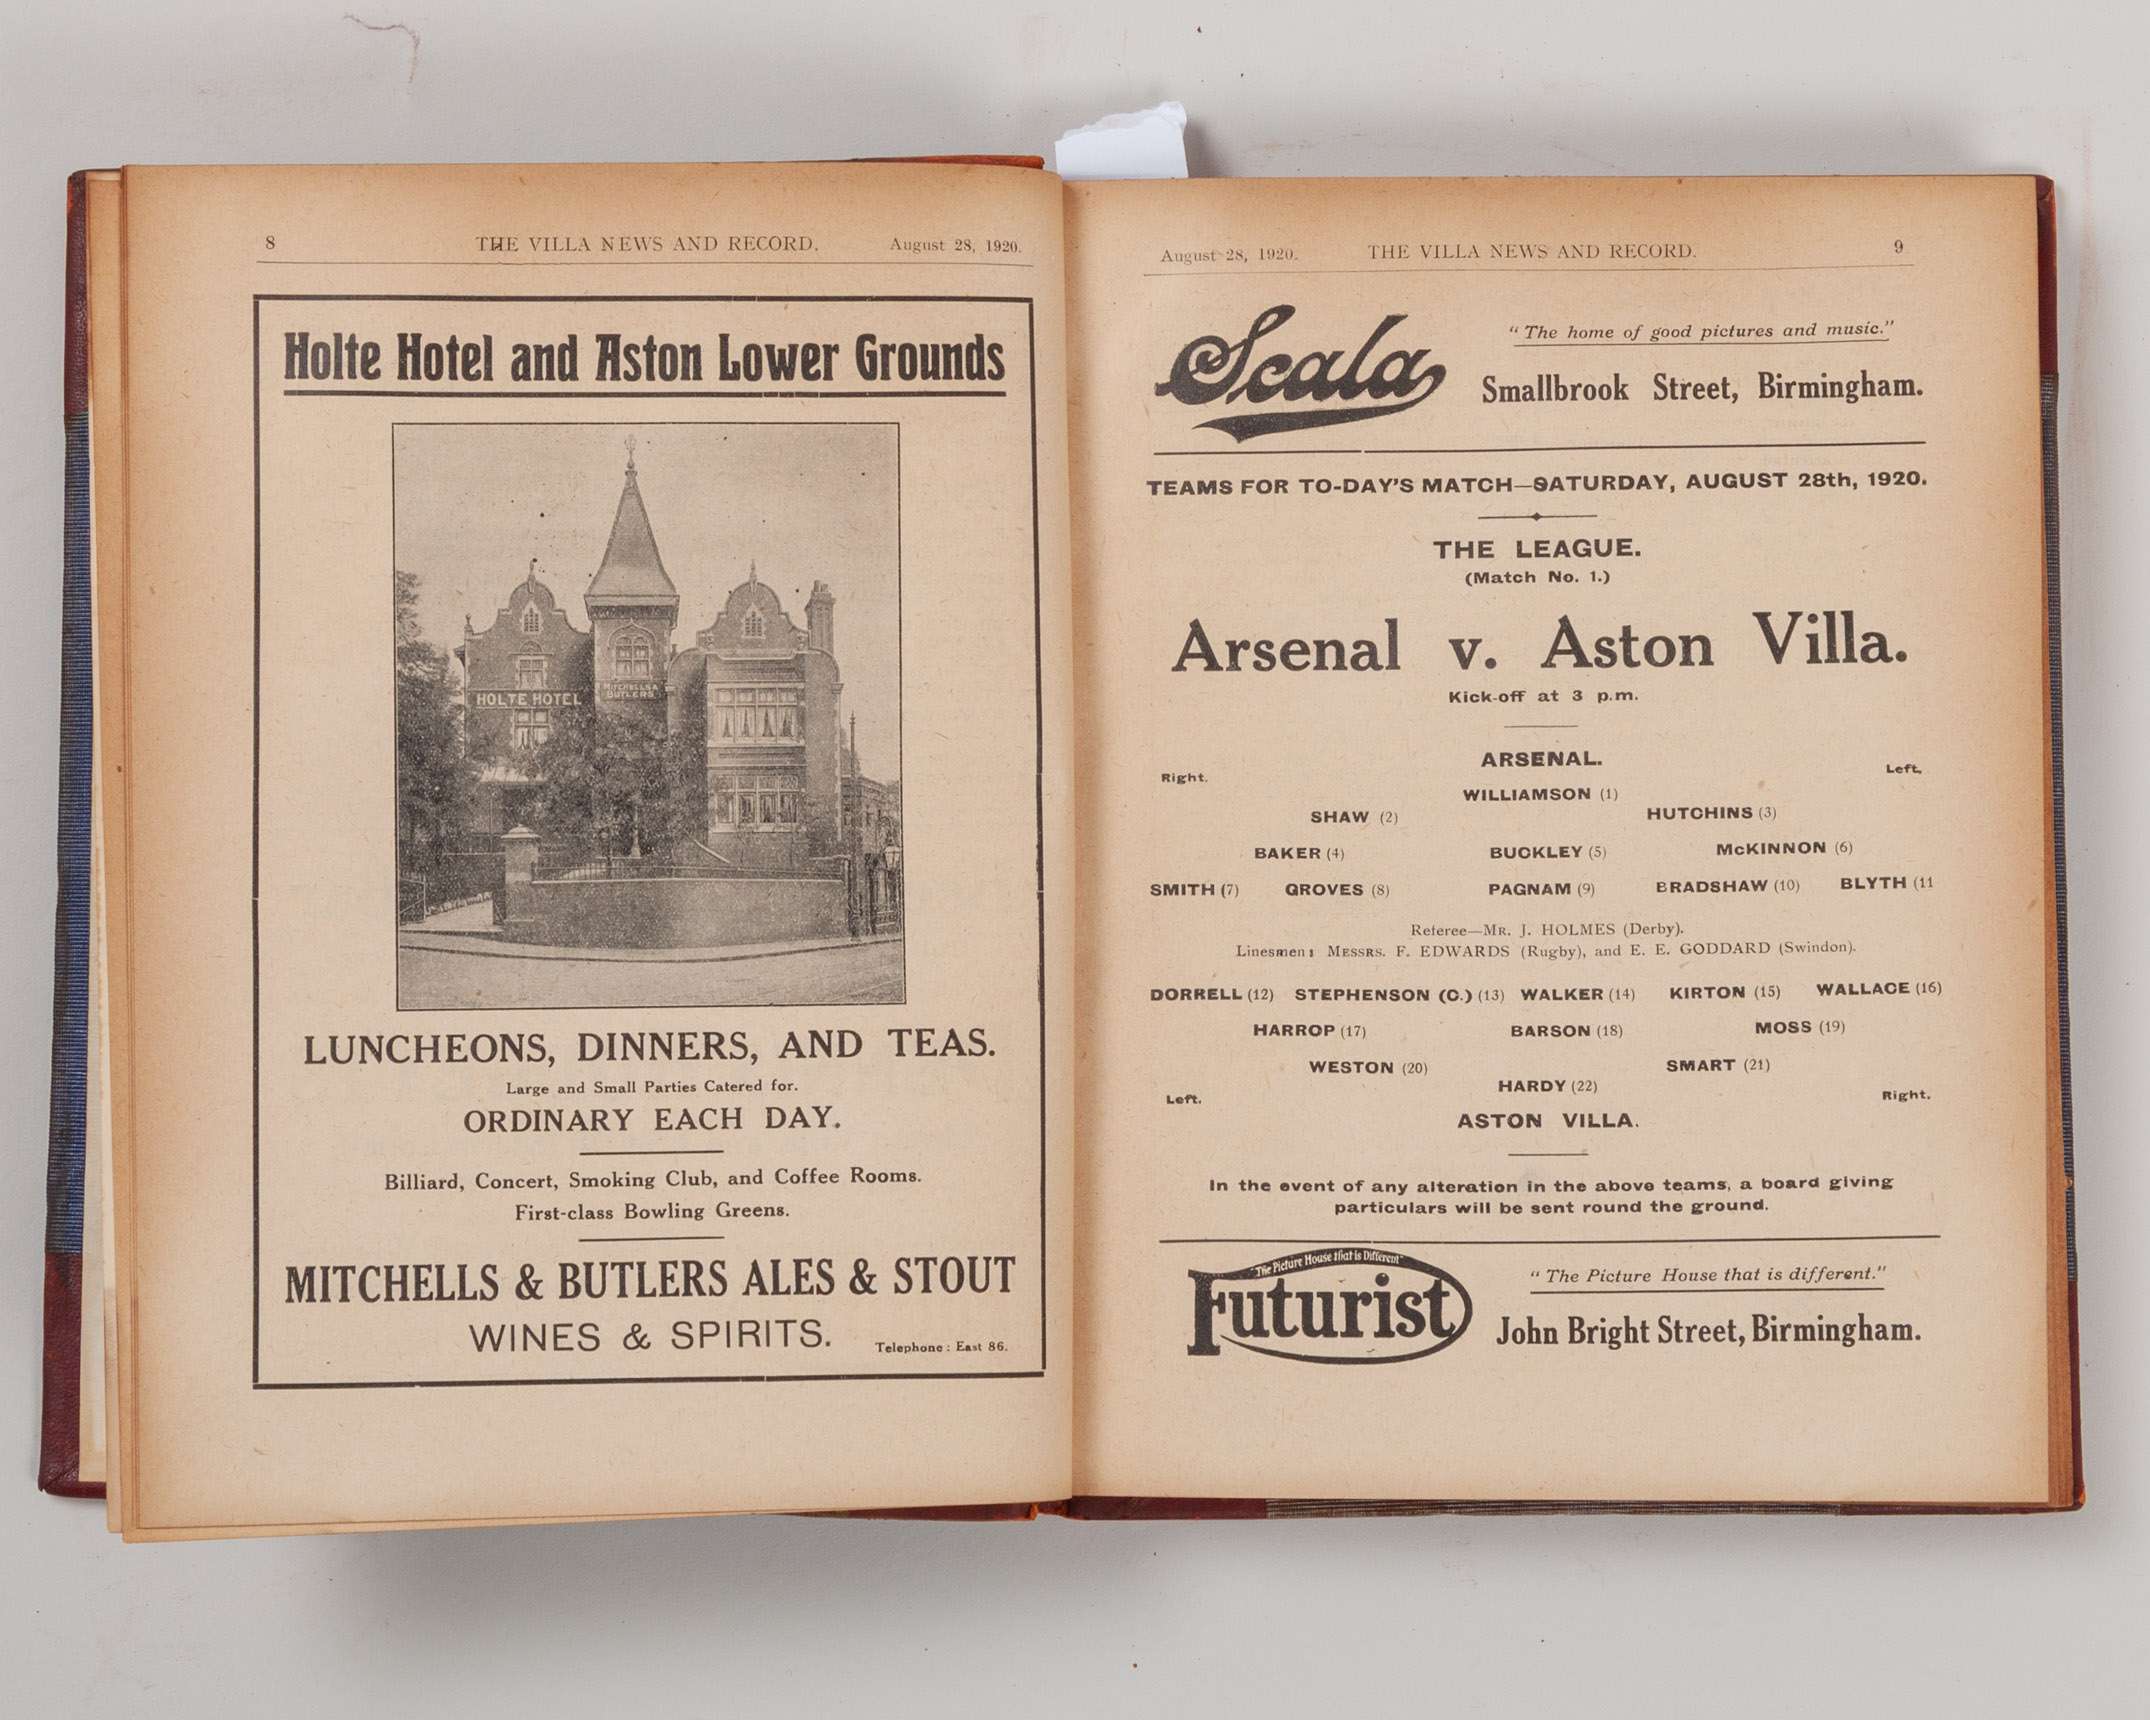 8 THE VILLA NEWS AND RECORD. August 28, 1920.
Holte Hotel and Aston Lower Grounds
HOLTE HOTEL
MITCHELLS &
BUTLERS
LUNCHEONS, DINNERS, AND TEAS.
Large and Small Parties Catered for.
ORDINARY EACH DAY.
Billiard, Concert, Smoking Club, and Coffee Rooms.
First-class Bowling Greens.
MITCHELLS & BUTLERS ALES & STOUT
WINES & SPIRITS. Telephone: East 86.
August 28, 1920. THE VILLA NEWS AND RECORD. 9
Scala
"The home of good pictures and music."
Smallbrook Street, Birmingham.
TEAMS FOR TO-DAY'S MATCH—SATURDAY, AUGUST 28th, 1920.
THE LEAGUE.
(Match No. 1.)
Arsenal v. Aston Villa.
Kick-off at 3 p.m.
ARSENAL.
Right. Left.
WILLIAMSON (1)
SHAW (2) HUTCHINS (3)
BAKER (4) BUCKLEY (5) McKINNON (6)
SMITH (7) GROVES (8) PAGNAM (9) BRADSHAW (10) BLYTH (11
Referee—MR. J. HOLMES (Derby).
Linesmen: MESSRS. F. EDWARDS (Rugby), and E. E. GODDARD (Swindon).
DORRELL (12) STEPHENSON (C.) (13) WALKER (14) KIRTON (15) WALLACE (16)
HARROP (17) BARSON (18) MOSS (19)
WESTON (20) SMART (21)
HARDY (22)
Left. Right.
ASTON VILLA.
In the event of any alteration in the above teams, a board giving
particulars will be sent round the ground.
"The Picture House that is Different"
Futurist
"The Picture House that is different."
John Bright Street, Birmingham.